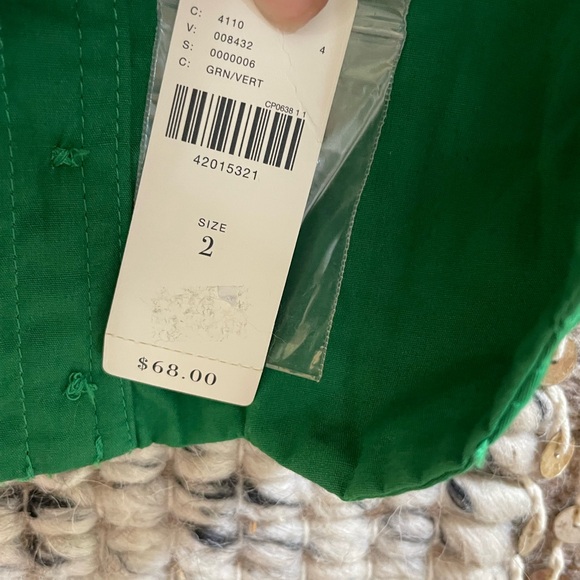 C: 4110 4
V: 008432
S: 0000006
C: GRN/VERT
CP0638 1 1
42015321
SIZE
2
$68.00